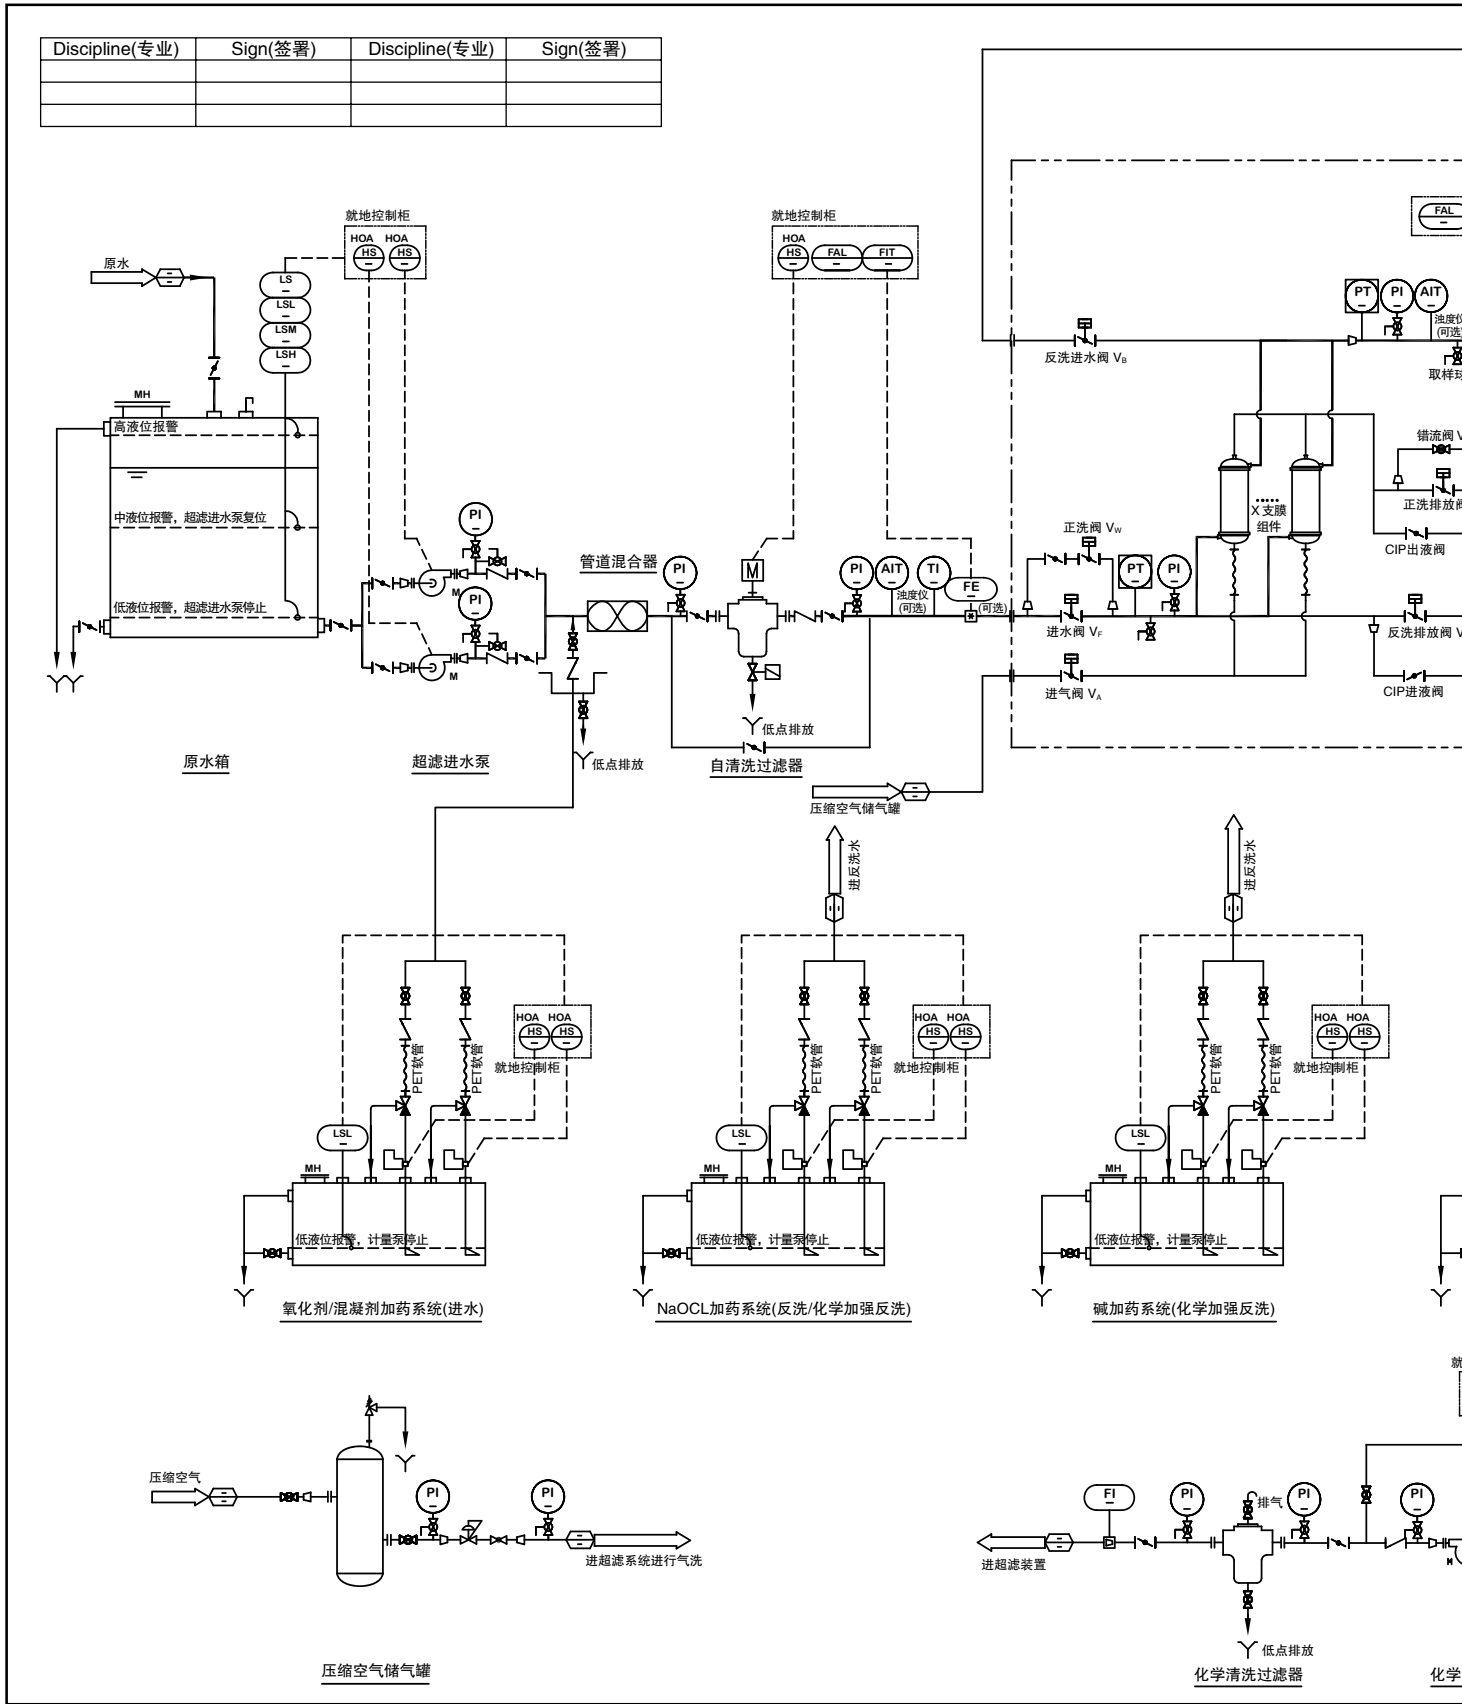 Discipline(专业) Sign(签署) Discipline(专业) Sign(签署)
就地控制柜
HOA HOA
HS HS
就地控制柜
HOA
HS FAL FIT
FAL
原水
LS
LSL
LSM
LSH
PT PI AIT
浊度仪
(可选)
反洗进水阀 VB
取样球
MH
高液位报警
错流阀 V
正洗排放阀
X 支膜
组件
CIP出液阀
中液位报警，超滤进水泵复位
PI
正洗阀 VW
管道混合器
PI
M
PI AIT TI
浊度仪
(可选)
FE
(可选)
PT PI
M
PI
低液位报警，超滤进水泵停止
进水阀 VF
反洗排放阀 V
M
进气阀 VA
CIP进液阀
低点排放
低点排放
原水箱
超滤进水泵
自清洗过滤器
压缩空气储气罐
进反洗水
进反洗水
HOA HOA
HS HS
就地控制柜
PET软管 PET软管
LSL
MH
低液位报警，计量泵停止
氧化剂/混凝剂加药系统(进水)
HOA HOA
HS HS
就地控制柜
PET软管 PET软管
LSL
MH
低液位报警，计量泵停止
NaOCL加药系统(反洗/化学加强反洗)
HOA HOA
HS HS
就地控制柜
PET软管 PET软管
LSL
MH
低液位报警，计量泵停止
碱加药系统(化学加强反洗)
就
压缩空气
PI PI
进超滤系统进行气洗
压缩空气储气罐
FI PI
排气
PI PI
M
进超滤装置
低点排放
化学清洗过滤器
化学